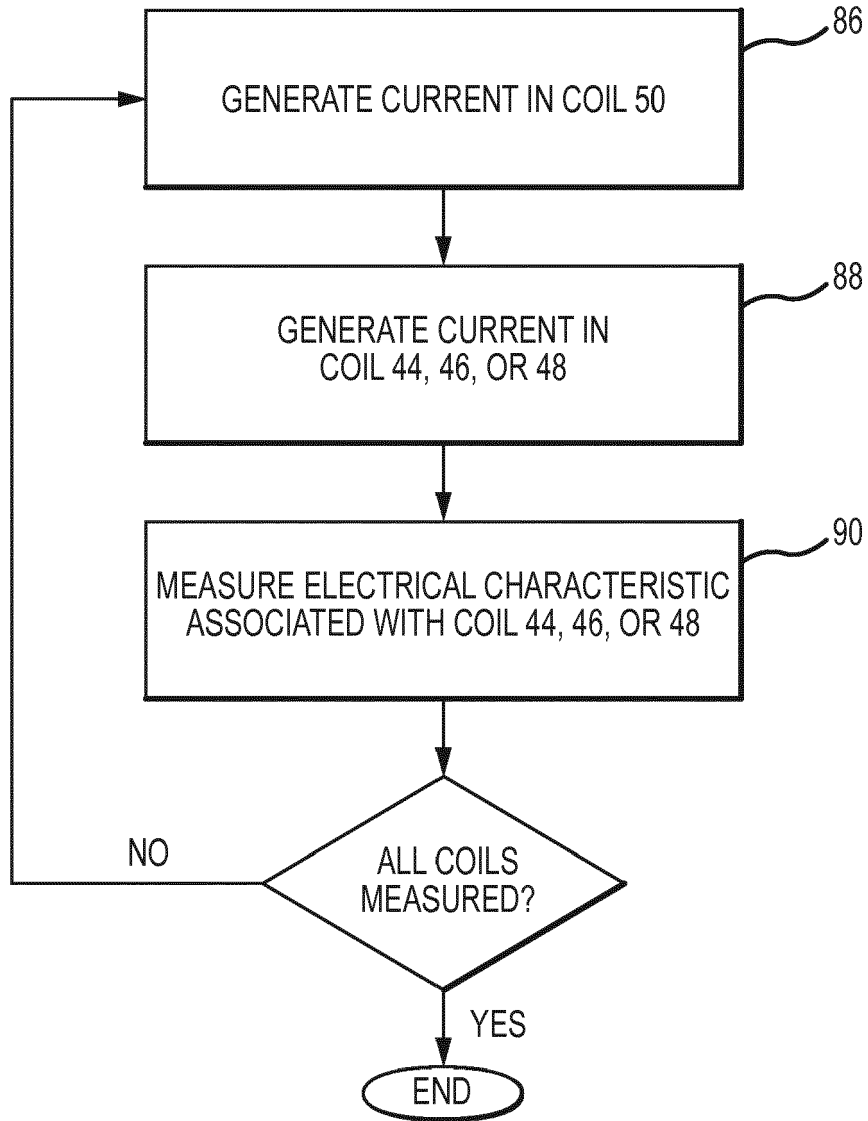 86
GENERATE CURRENT IN COIL 50
88
GENERATE CURRENT IN
COIL 44, 46, OR 48
90
MEASURE ELECTRICAL CHARACTERISTIC
ASSOCIATED WITH COIL 44, 46, OR 48
NO
ALL COILS
MEASURED?
YES
END